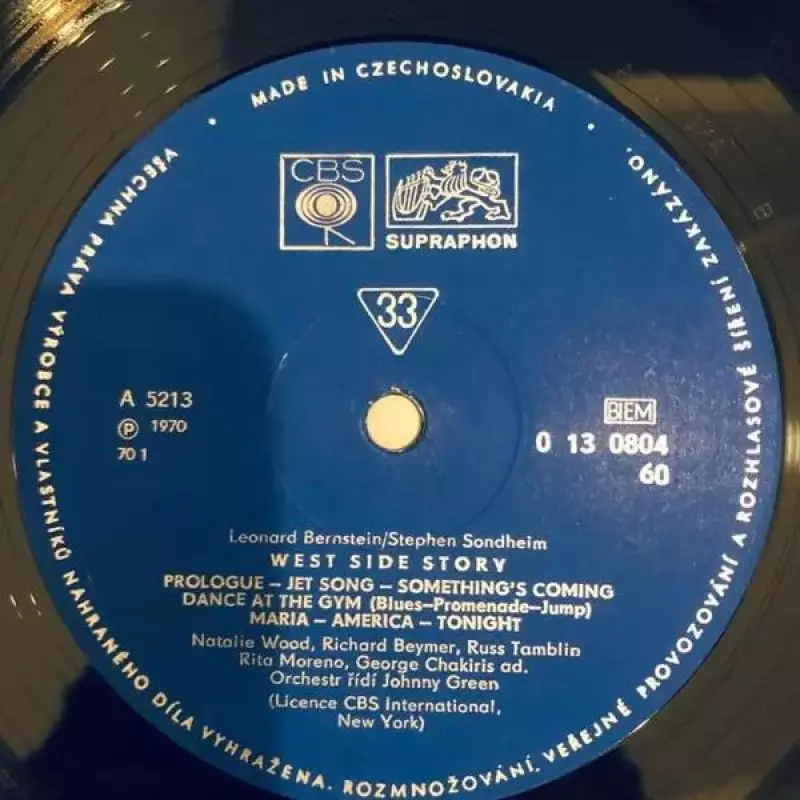 MADE IN CZECHOSLOVAKIA
VŠECHNA PRÁVA VÝROBCE A VLASTNÍKŮ NAHRANÉHO DÍLA VYHRAŽENA. ROZMNOŽOVÁNÍ, VEŘEJNÉ PROVOZOVÁNÍ A ROZHLASOVÉ ŠÍŘENÍ ZAKÁZÁNO.
CBS
SUPRAPHON
33
A 5213
Ⓟ 1970
70 1
BIEM
0 13 0804
60
Leonard Bernstein/Stephen Sondheim
WEST SIDE STORY
PROLOGUE – JET SONG – SOMETHING'S COMING
DANCE AT THE GYM (Blues–Promenade–Jump)
MARIA – AMERICA – TONIGHT
Natalie Wood, Richard Beymer, Russ Tamblin
Rita Moreno, George Chakiris ad.
Orchestr řídí Johnny Green
(Licence CBS International,
New York)